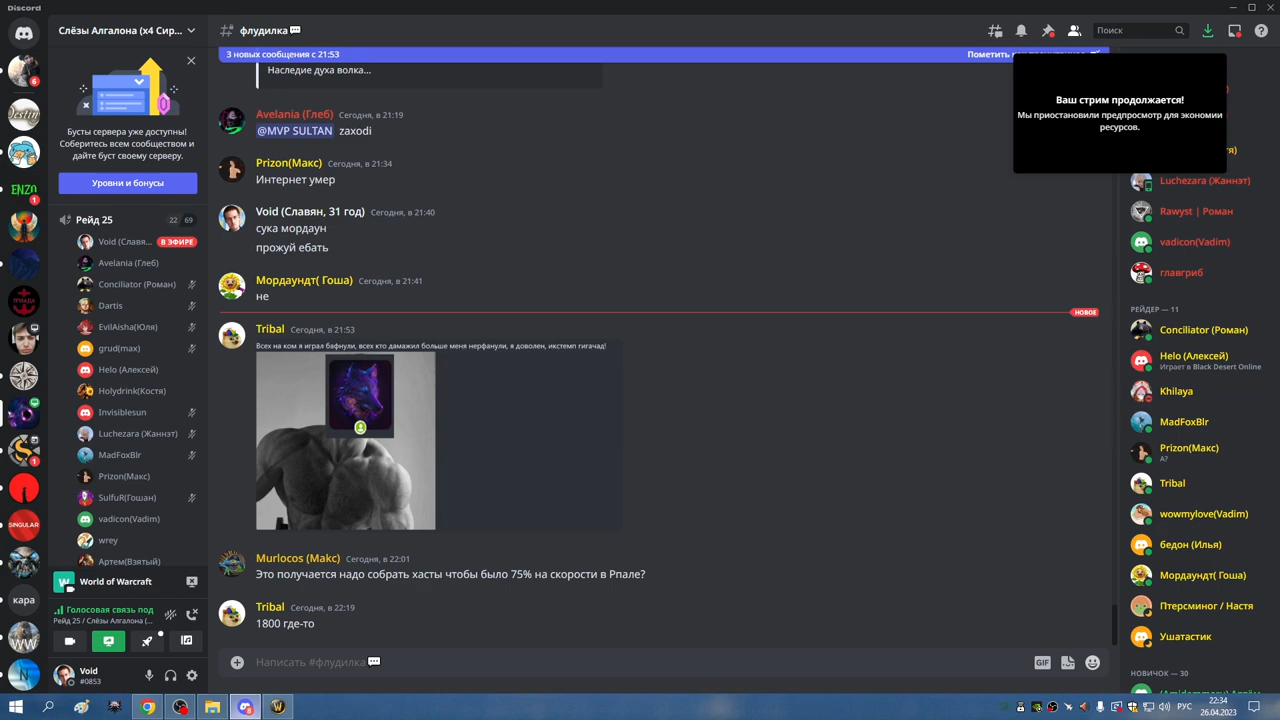 Discord
Слёзы Алгалона (x4 Сир...
флудилка
Поиск
3 новых сообщения с 21:53
Бусты сервера уже доступны!
Соберитесь всем сообществом и
дайте буст своему серверу.
Уровни и бонусы
Рейд 25
22 69
Void (Славя...
В ЭФИРЕ
Avelania (Глеб)
Conciliator (Роман)
Dartis
EvilAisha(Юля)
grud(max)
Helo (Алексей)
Holydrink(Костя)
Invisiblesun
Luchezara (Жаннэт)
MadFoxBlr
Prizon(Макс)
SulfuR(Гошан)
vadicon(Vadim)
wrey
Артем(Взятый)
World of Warcraft
Голосовая связь под
Рейд 25 / Слёзы Алгалона (...
Void
#0853
6
Destiny
ENZO
1
ТРИАДА
1
SINGULAR
кара
WW
N
Наследие духа волка...
Avelania (Глеб) Сегодня, в 21:19
@MVP SULTAN zaxodi
Prizon(Макс) Сегодня, в 21:34
Интернет умер
Void (Славян, 31 год) Сегодня, в 21:40
сука мордаун
прожуй ебать
Мордаундт( Гоша) Сегодня, в 21:41
не
НОВОЕ
Tribal Сегодня, в 21:53
Всех на ком я играл бафнули, всех кто дамажил больше меня нерфанули, я доволен, икстемп гигачад!
Murlocos (Макс) Сегодня, в 22:01
Это получается надо собрать хасты чтобы было 75% на скорости в Рпале?
Tribal Сегодня, в 22:19
1800 где-то
Написать #флудилка
GIF
Ваш стрим продолжается!
Мы приостановили предпросмотр для экономии
ресурсов.
Luchezara (Жаннэт)
Rawyst | Роман
vadicon(Vadim)
главгриб
РЕЙДЕР — 11
Conciliator (Роман)
Helo (Алексей)
Играет в Black Desert Online
Khilaya
MadFoxBlr
Prizon(Макс)
А?
Tribal
wowmylove(Vadim)
бедон (Илья)
Мордаундт( Гоша)
Птерсминог / Настя
Ушатастик
НОВИЧОК — 30
РУС
22:34
26.04.2023